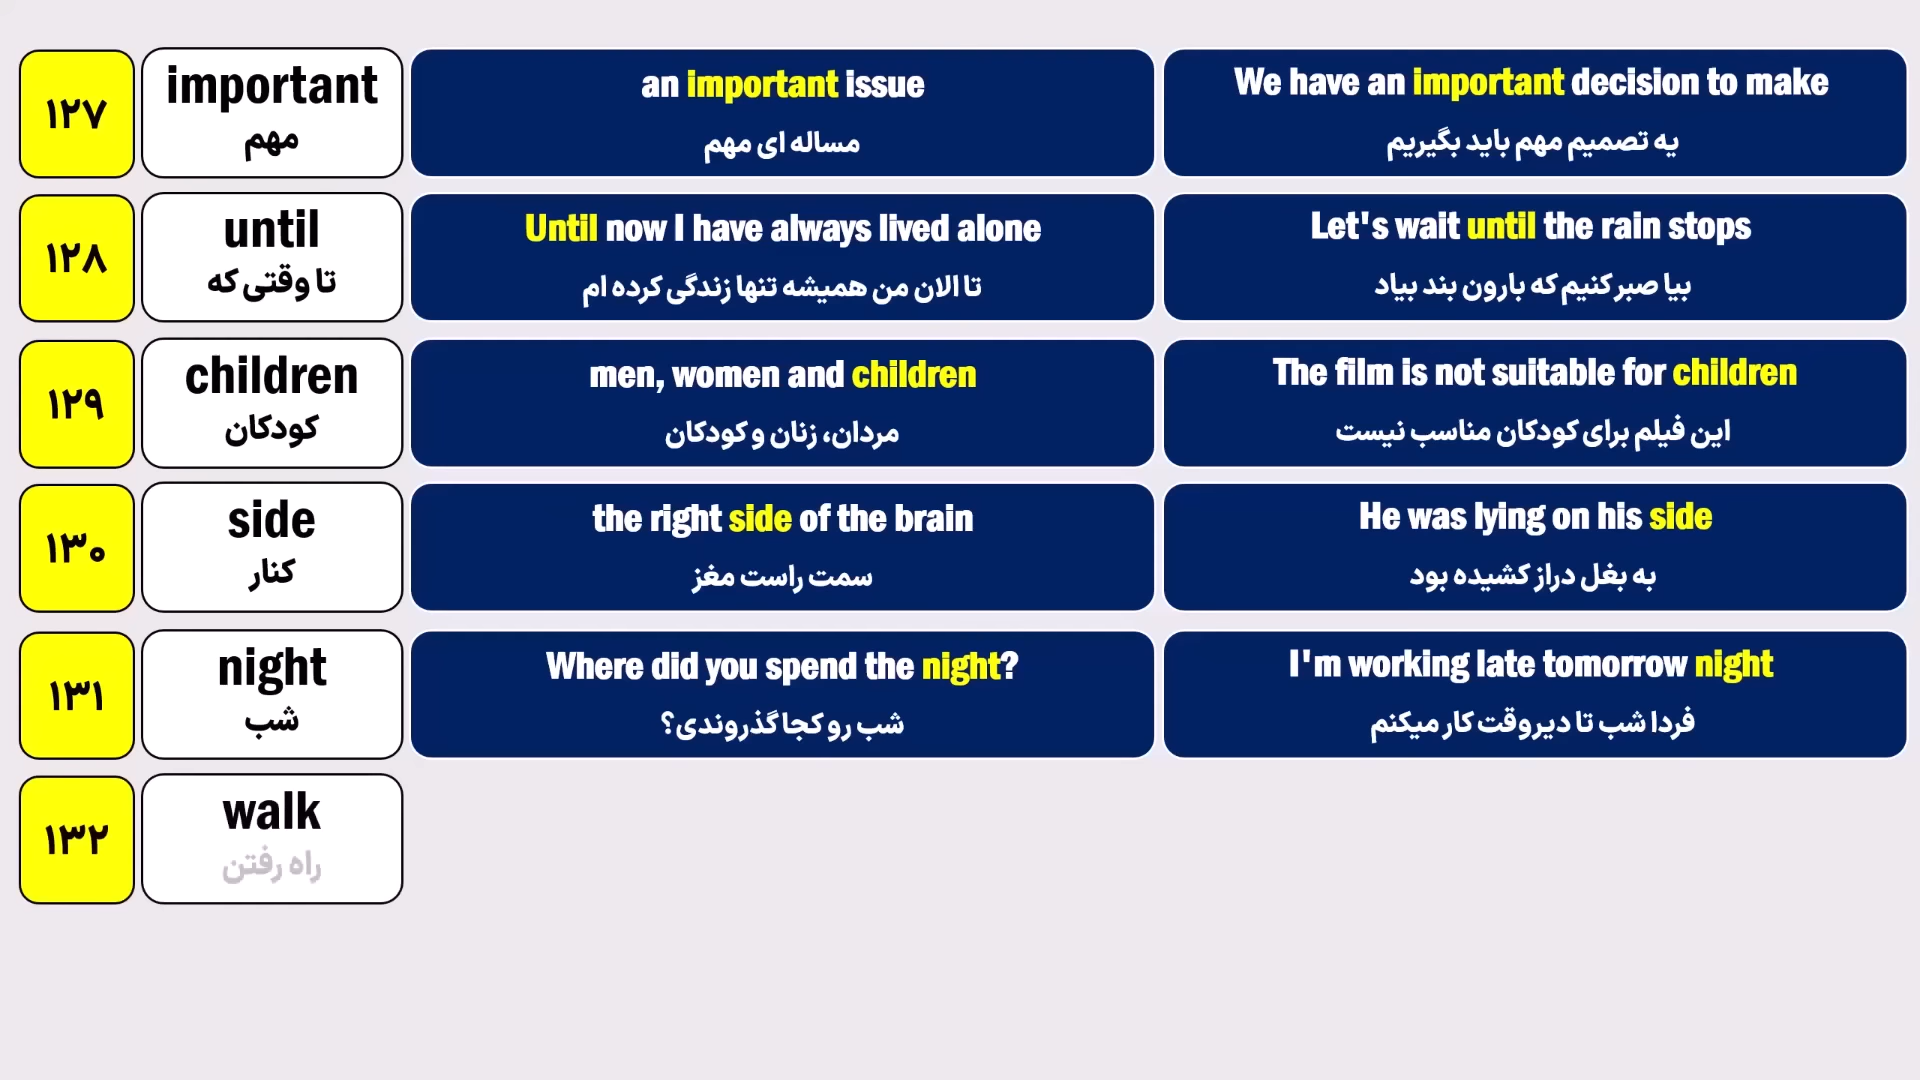 ۱۲۷
important
مهم
an important issue
مساله ای مهم
We have an important decision to make
یه تصمیم مهم باید بگیریم
۱۲۸
until
تا وقتی که
Until now I have always lived alone
تا الان من همیشه تنها زندگی کرده ام
Let's wait until the rain stops
بیا صبر کنیم که بارون بند بیاد
۱۲۹
children
کودکان
men, women and children
مردان، زنان و کودکان
The film is not suitable for children
این فیلم برای کودکان مناسب نیست
۱۳۰
side
کنار
the right side of the brain
سمت راست مغز
He was lying on his side
به بغل دراز کشیده بود
۱۳۱
night
شب
Where did you spend the night?
شب رو کجا گذروندی؟
I'm working late tomorrow night
فردا شب تا دیروقت کار میکنم
۱۳۲
walk
راه رفتن